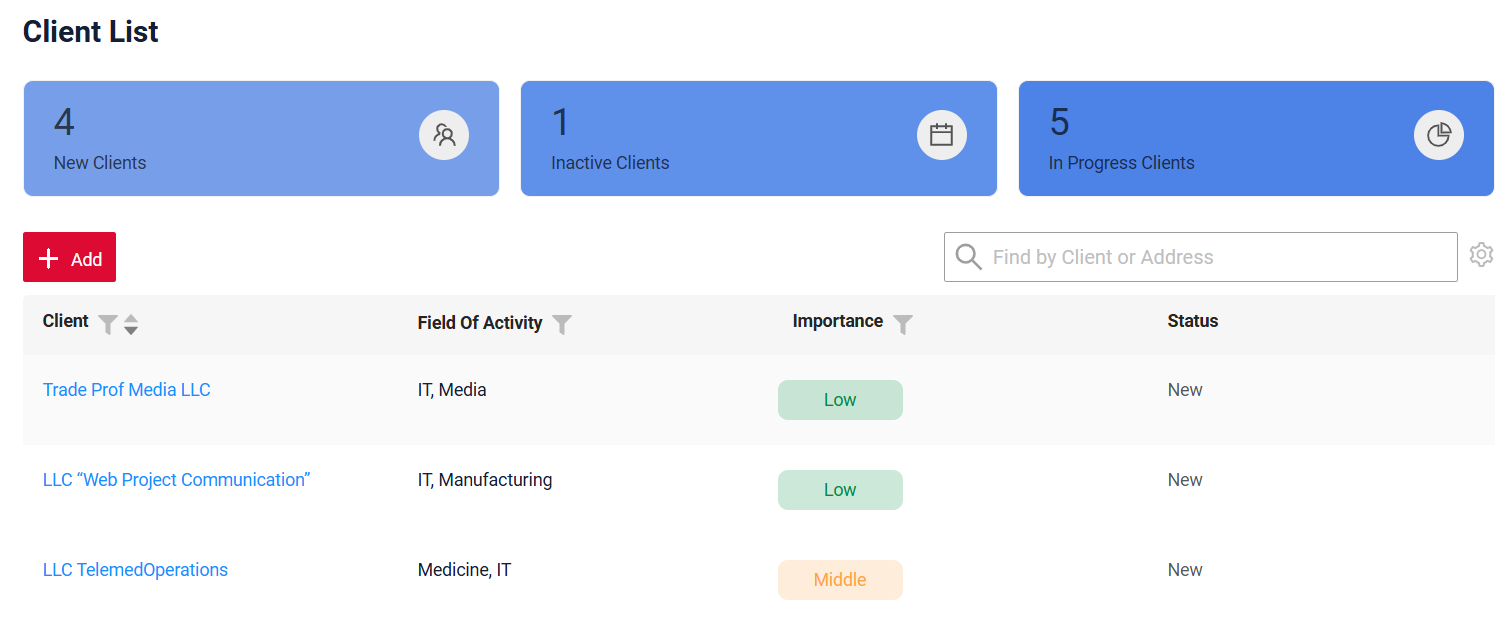 Client List
4
New Clients
1
Inactive Clients
5
In Progress Clients
Add
Find by Client or Address
Client Field Of Activity Importance Status
Trade Prof Media LLC IT, Media Low New
LLC “Web Project Communication” IT, Manufacturing Low New
LLC TelemedOperations Medicine, IT Middle New